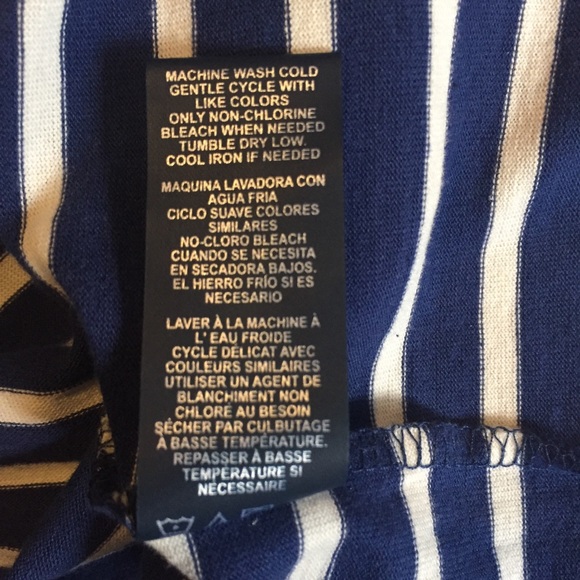 MACHINE WASH COLD
GENTLE CYCLE WITH
LIKE COLORS
ONLY NON-CHLORINE
BLEACH WHEN NEEDED
TUMBLE DRY LOW.
COOL IRON IF NEEDED
MAQUINA LAVADORA CON
AGUA FRIA
CICLO SUAVE COLORES
SIMILARES
NO-CLORO BLEACH
CUANDO SE NECESITA
EN SECADORA BAJOS.
EL HIERRO FRÍO SI ES
NECESARIO
LAVER À LA MACHINE À
L' EAU FROIDE
CYCLE DÉLICAT AVEC
COULEURS SIMILAIRES
UTILISER UN AGENT DE
BLANCHIMENT NON
CHLORÉ AU BESOIN
SÉCHER PAR CULBUTAGE
À BASSE TEMPÉRATURE.
REPASSER À BASSE
TEMPÉRATURE SI
NÉCESSAIRE